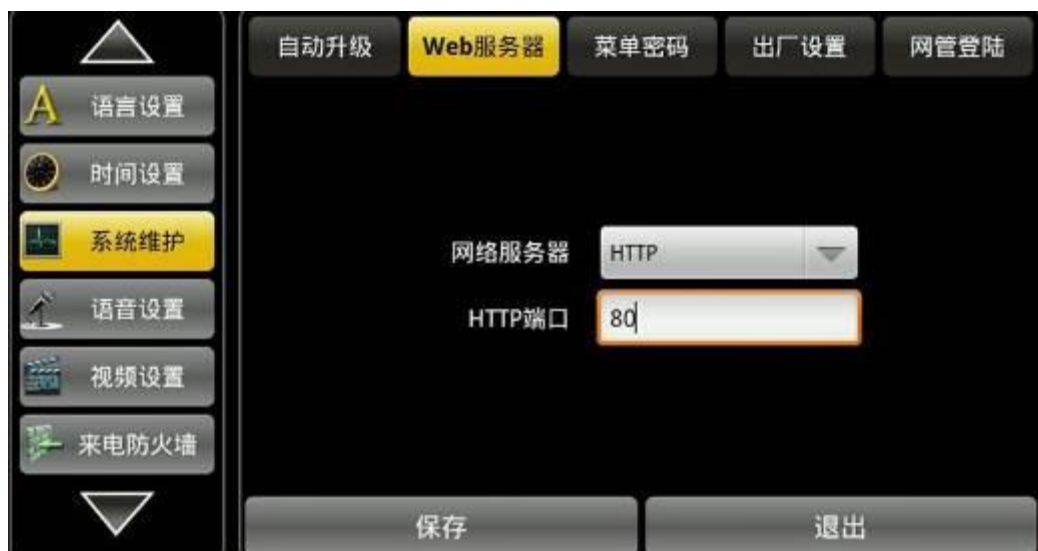 自动升级
Web服务器
菜单密码
出厂设置
网管登陆
语言设置
时间设置
系统维护
语音设置
视频设置
来电防火墙
网络服务器 HTTP
HTTP端口 80
保存
退出